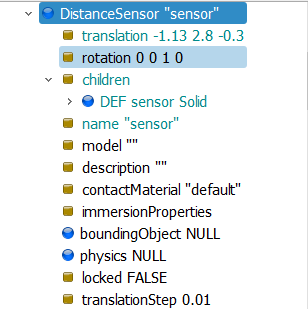 DistanceSensor "sensor"
translation -1.13 2.8 -0.3
rotation 0 0 1 0
children
DEF sensor Solid
name "sensor"
model ""
description ""
contactMaterial "default"
immersionProperties
boundingObject NULL
physics NULL
locked FALSE
translationStep 0.01